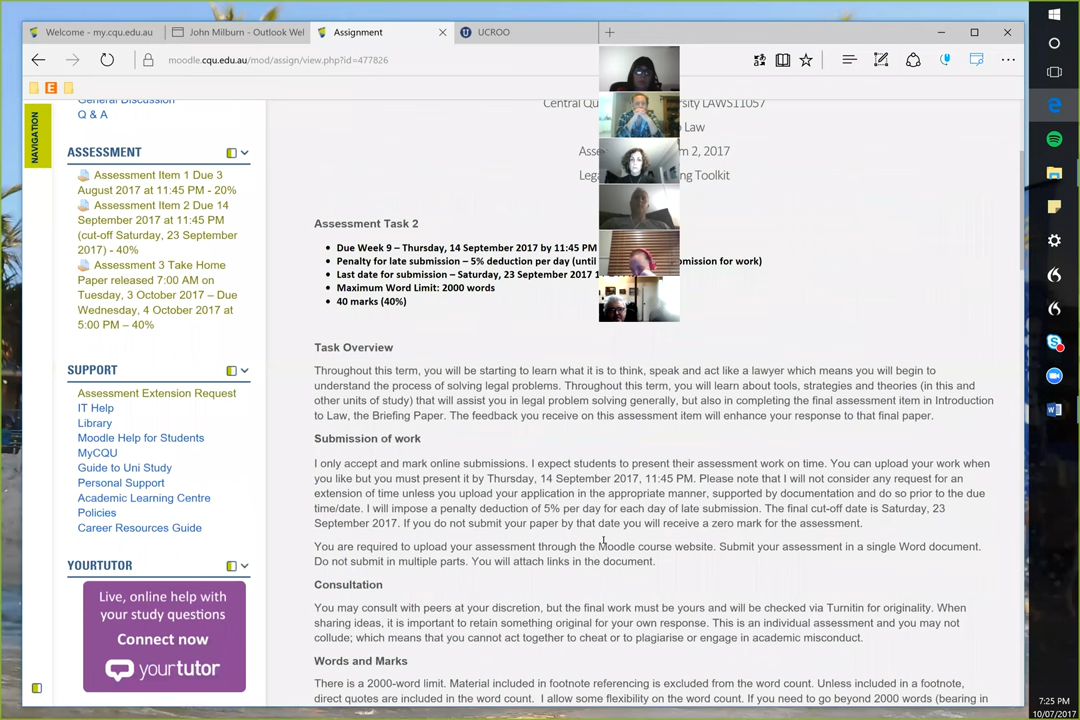 Welcome - my.cqu.edu.au
John Milburn - Outlook Wel
Assignment
UCROO
moodle.cqu.edu.au/mod/assign/view.php?id=477826
NAVIGATION
General Discussion
Q & A
ASSESSMENT
Assessment Item 1 Due 3
August 2017 at 11:45 PM - 20%
Assessment Item 2 Due 14
September 2017 at 11:45 PM
(cut-off Saturday, 23 September
2017) - 40%
Assessment 3 Take Home
Paper released 7:00 AM on
Tuesday, 3 October 2017 – Due
Wednesday, 4 October 2017 at
5:00 PM – 40%
SUPPORT
Assessment Extension Request
IT Help
Library
Moodle Help for Students
MyCQU
Guide to Uni Study
Personal Support
Academic Learning Centre
Policies
Career Resources Guide
YOURTUTOR
Live, online help with
your study questions
Connect now
yourtutor
Central Qu rsity LAWS11057
o Law
Asse m 2, 2017
Lega ng Toolkit
Assessment Task 2
• Due Week 9 – Thursday, 14 September 2017 by 11:45 PM
• Penalty for late submission – 5% deduction per day (until omission for work)
• Last date for submission – Saturday, 23 September 2017 1
• Maximum Word Limit: 2000 words
• 40 marks (40%)
Task Overview
Throughout this term, you will be starting to learn what it is to think, speak and act like a lawyer which means you will begin to
understand the process of solving legal problems. Throughout this term, you will learn about tools, strategies and theories (in this and
other units of study) that will assist you in legal problem solving generally, but also in completing the final assessment item in Introduction
to Law, the Briefing Paper. The feedback you receive on this assessment item will enhance your response to that final paper.
Submission of work
I only accept and mark online submissions. I expect students to present their assessment work on time. You can upload your work when
you like but you must present it by Thursday, 14 September 2017, 11:45 PM. Please note that I will not consider any request for an
extension of time unless you upload your application in the appropriate manner, supported by documentation and do so prior to the due
time/date. I will impose a penalty deduction of 5% per day for each day of late submission. The final cut-off date is Saturday, 23
September 2017. If you do not submit your paper by that date you will receive a zero mark for the assessment.
You are required to upload your assessment through the Moodle course website. Submit your assessment in a single Word document.
Do not submit in multiple parts. You will attach links in the document.
Consultation
You may consult with peers at your discretion, but the final work must be yours and will be checked via Turnitin for originality. When
sharing ideas, it is important to retain something original for your own response. This is an individual assessment and you may not
collude; which means that you cannot act together to cheat or to plagiarise or engage in academic misconduct.
Words and Marks
There is a 2000-word limit. Material included in footnote referencing is excluded from the word count. Unless included in a footnote,
direct quotes are included in the word count. I allow some flexibility on the word count. If you need to go beyond 2000 words (bearing in
7:25 PM
10/07/2017